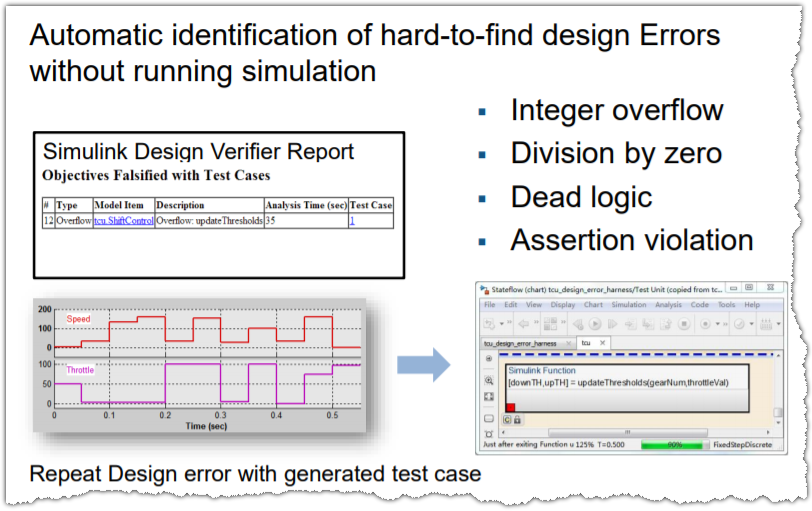 Automatic identification of hard-to-find design Errors
without running simulation
Simulink Design Verifier Report
Objectives Falsified with Test Cases
# Type Model Item Description Analysis Time (sec) Test Case
12 Overflow tcu.ShiftControl Overflow: updateThresholds 35 1
▪ Integer overflow
▪ Division by zero
▪ Dead logic
▪ Assertion violation
200
100
0
Speed
100
50
0
Throttle
0 0.1 0.2 0.3 0.4 0.5
Time (sec)
Stateflow (chart) tcu_design_error_harness/Test Unit (copied from tc...
File Edit View Display Chart Simulation Analysis Code Tools Help
tcu_design_error_harness tcu
Simulink Function
[downTH,upTH] = updateThresholds(gearNum,throttleVal)
Just after exiting Function u 125% T=0.500 90% FixedStepDiscrete
Repeat Design error with generated test case